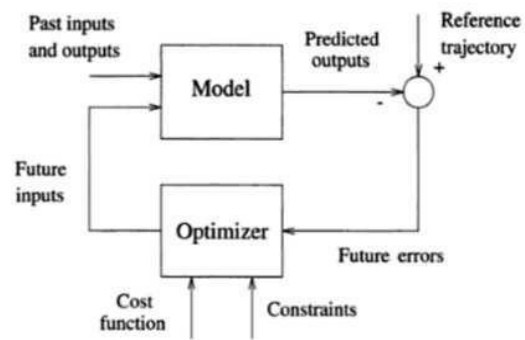 Past inputs
and outputs
Model
Predicted
outputs
Reference
trajectory
+
-
Future
inputs
Optimizer
Future errors
Cost
function
Constraints